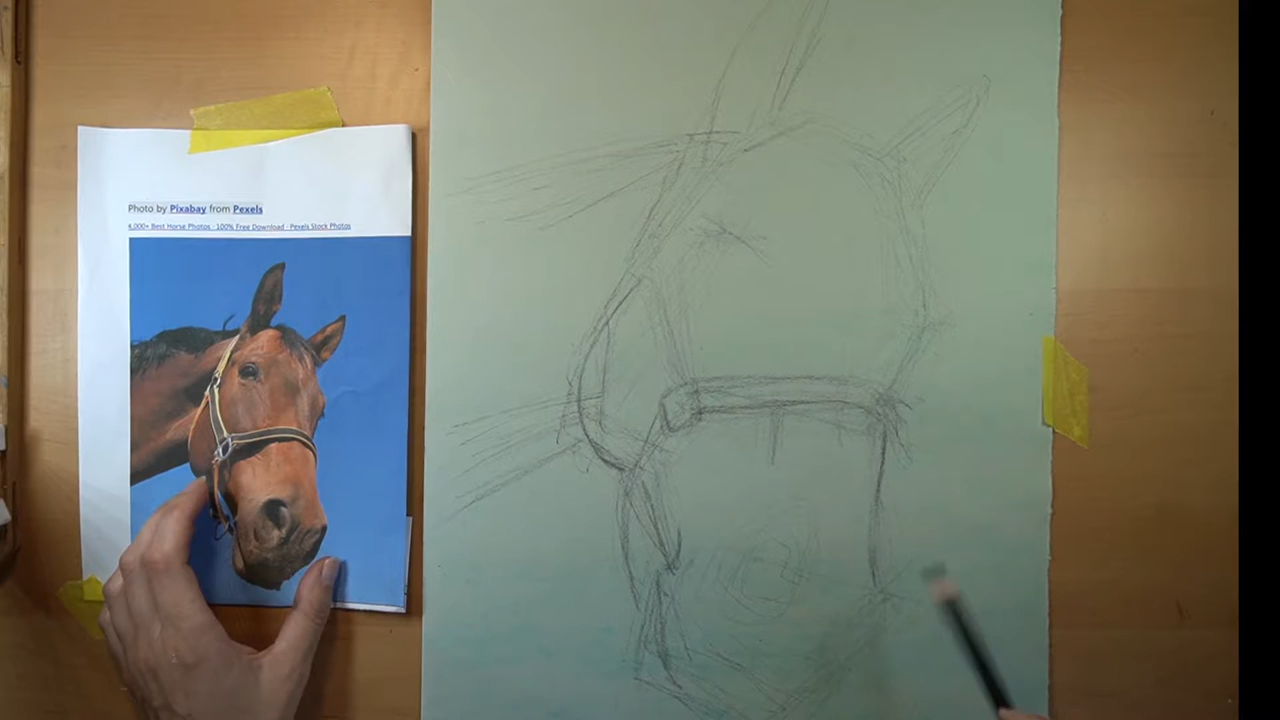 Photo by Pixabay from Pexels
4,000+ Best Horse Photos · 100% Free Download · Pexels Stock Photos